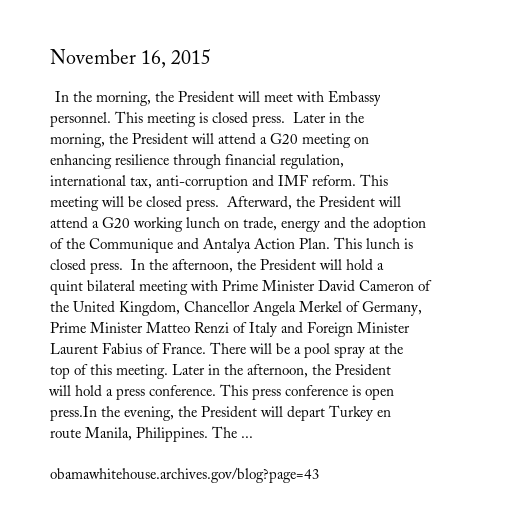 November 16, 2015
In the morning, the President will meet with Embassy
personnel. This meeting is closed press.  Later in the
morning, the President will attend a G20 meeting on
enhancing resilience through financial regulation,
international tax, anti-corruption and IMF reform. This
meeting will be closed press.  Afterward, the President will
attend a G20 working lunch on trade, energy and the adoption
of the Communique and Antalya Action Plan. This lunch is
closed press.  In the afternoon, the President will hold a
quint bilateral meeting with Prime Minister David Cameron of
the United Kingdom, Chancellor Angela Merkel of Germany,
Prime Minister Matteo Renzi of Italy and Foreign Minister
Laurent Fabius of France. There will be a pool spray at the
top of this meeting. Later in the afternoon, the President
will hold a press conference. This press conference is open
press.In the evening, the President will depart Turkey en
route Manila, Philippines. The ...
obamawhitehouse.archives.gov/blog?page=43